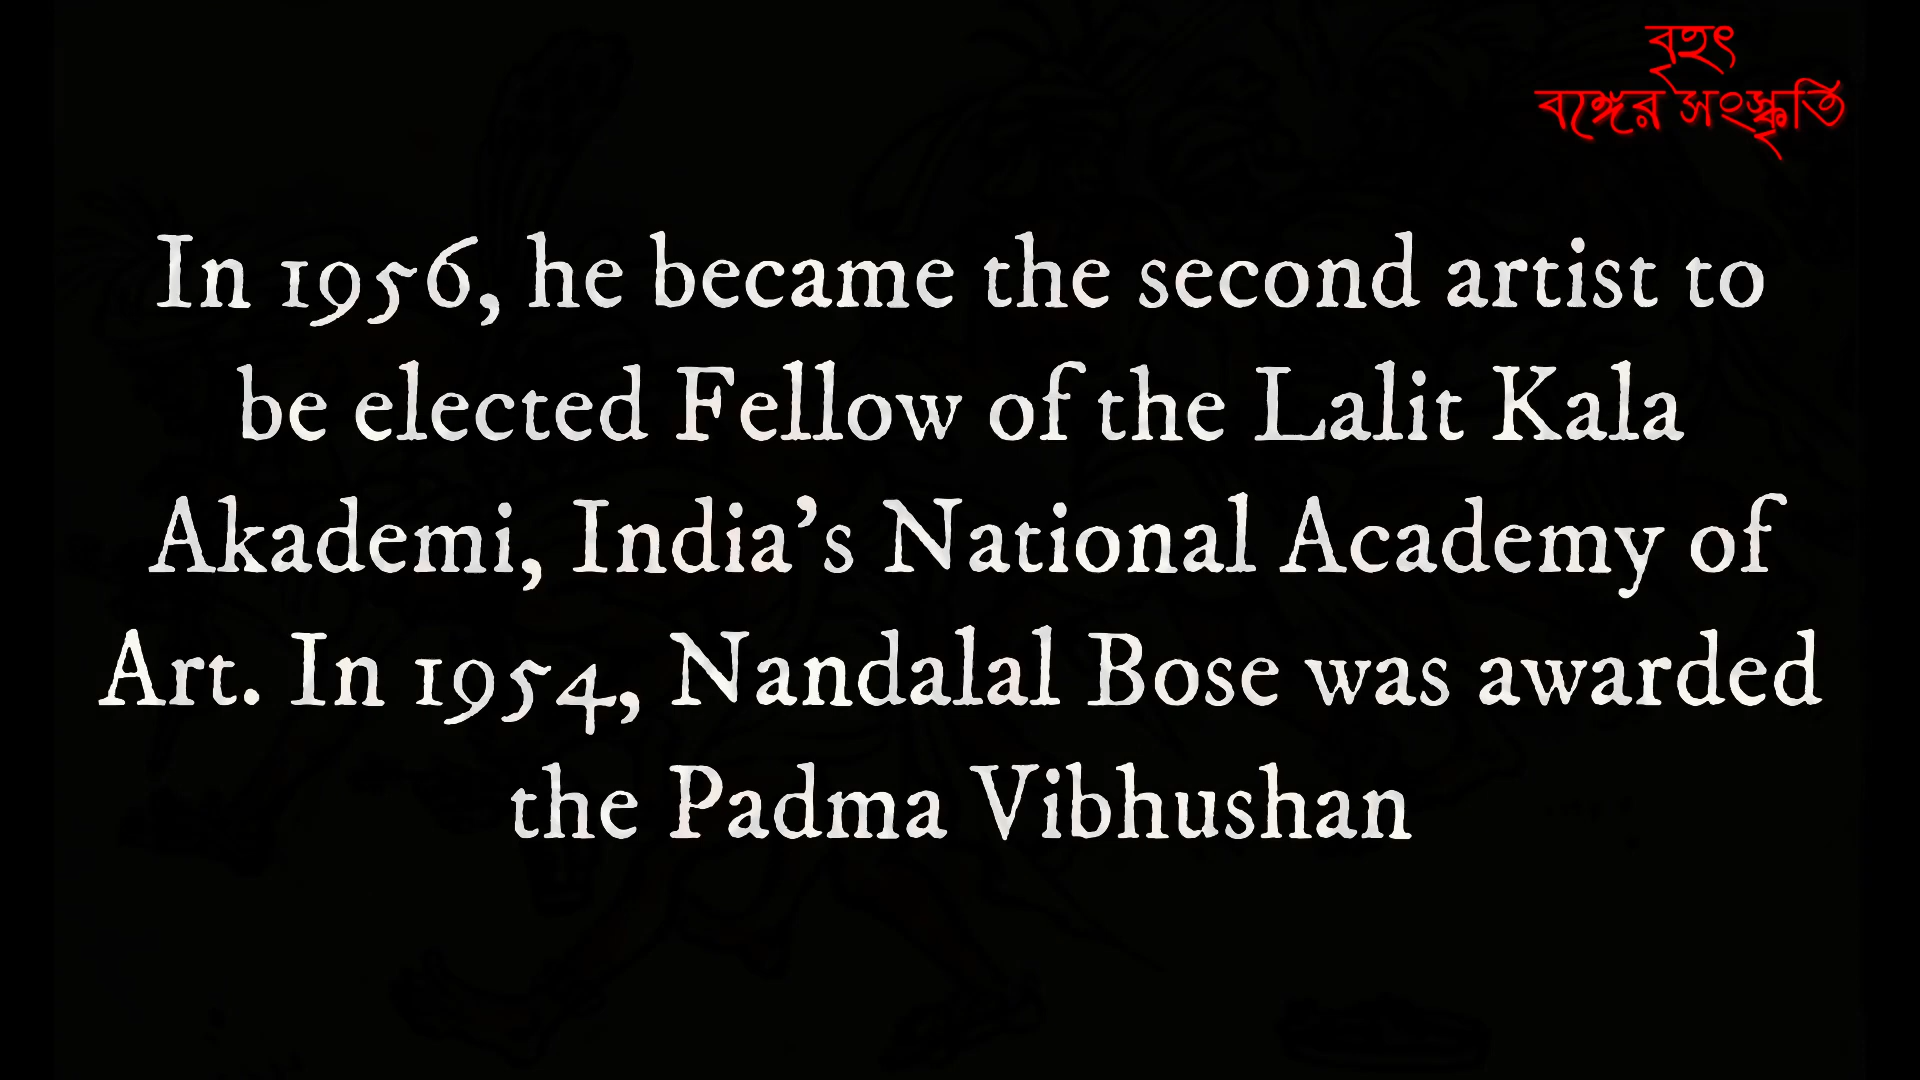 বৃহৎ
বঙ্গের সংস্কৃতি
In 1956, he became the second artist to
be elected Fellow of the Lalit Kala
Akademi, India’s National Academy of
Art. In 1954, Nandalal Bose was awarded
the Padma Vibhushan